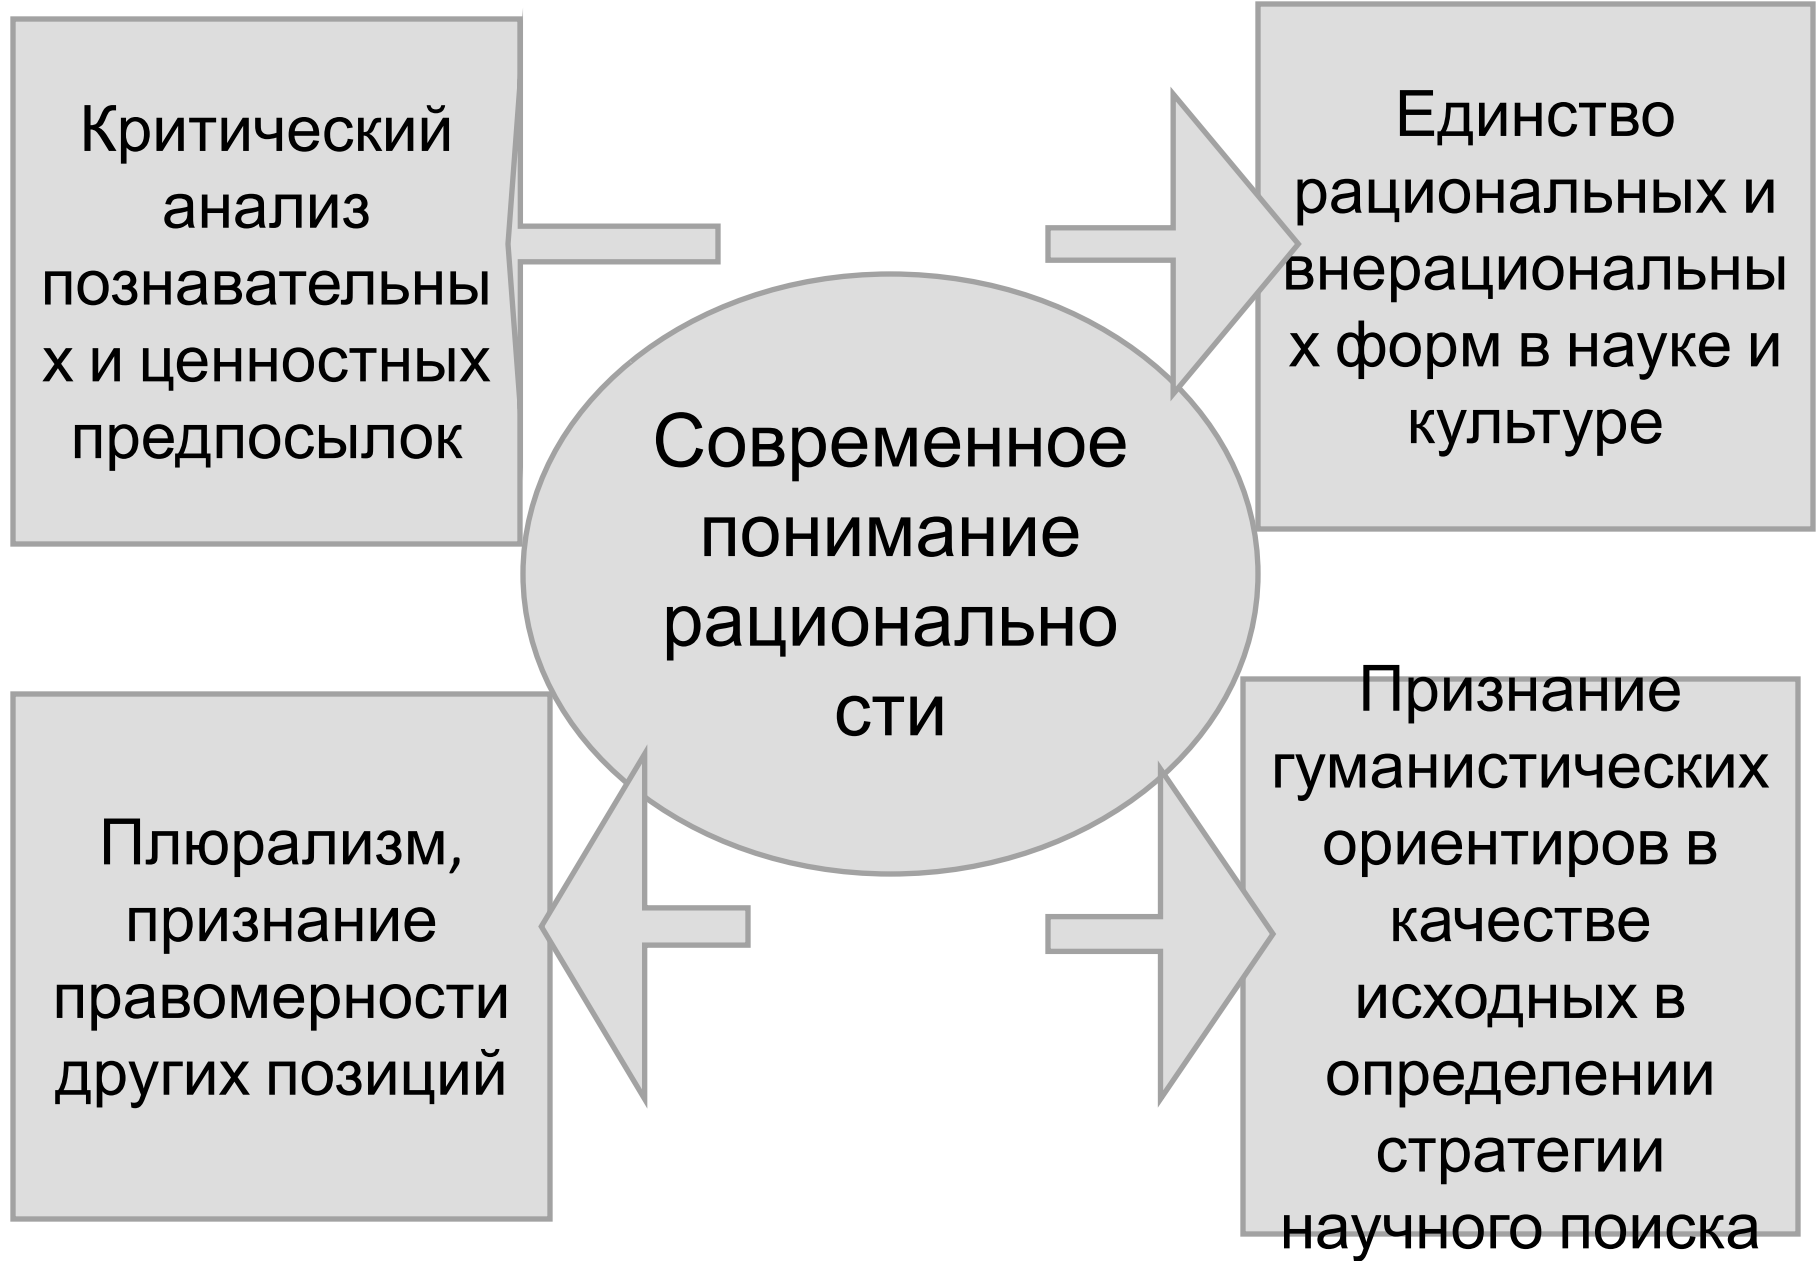 Критический
анализ
познавательны
х и ценностных
предпосылок
Единство
рациональных и
внерациональны
х форм в науке и
культуре
Современное
понимание
рационально
сти
Плюрализм,
признание
правомерности
других позиций
Признание
гуманистических
ориентиров в
качестве
исходных в
определении
стратегии
научного поиска